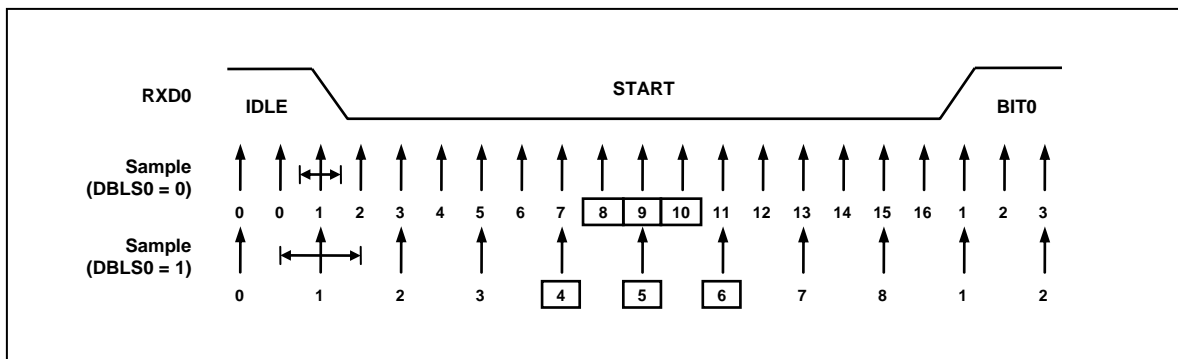 RXD0
IDLE
START
BIT0
Sample
(DBLS0 = 0)
0 0 1 2 3 4 5 6 7 8 9 10 11 12 13 14 15 16 1 2 3
Sample
(DBLS0 = 1)
0 1 2 3 4 5 6 7 8 1 2